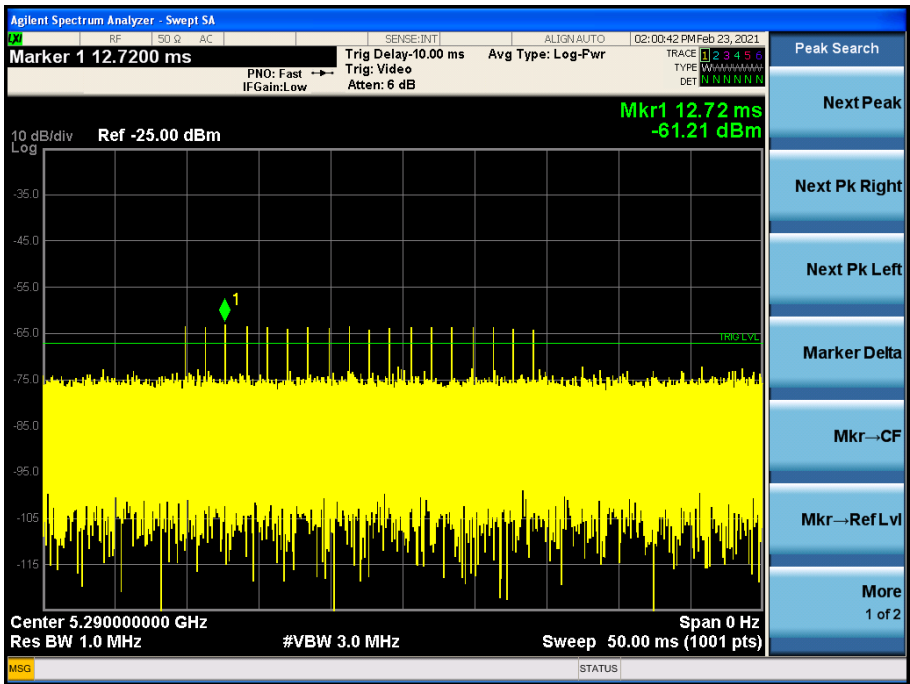 Agilent Spectrum Analyzer - Swept SA
LXI RF 50 Ω AC SENSE:INT ALIGN AUTO 02:00:42 PM Feb 23, 2021
Marker 1 12.7200 ms
PNO: Fast
IFGain:Low
Trig Delay-10.00 ms
Trig: Video
Atten: 6 dB
Avg Type: Log-Pwr
TRACE 1 2 3 4 5 6
TYPE WWWWWWWW
DET N N N N N N
Mkr1 12.72 ms
-61.21 dBm
10 dB/div Ref -25.00 dBm
Log
-35.0
-45.0
-55.0
1
-65.0
TRIG LVL
-75.0
-85.0
-95.0
-105
-115
Center 5.290000000 GHz Span 0 Hz
Res BW 1.0 MHz #VBW 3.0 MHz Sweep 50.00 ms (1001 pts)
MSG STATUS
Peak Search
Next Peak
Next Pk Right
Next Pk Left
Marker Delta
Mkr→CF
Mkr→Ref Lvl
More
1 of 2